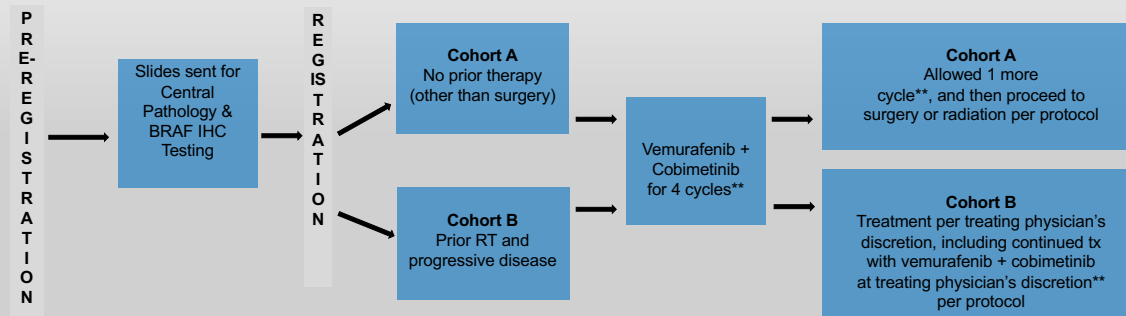 PRE-REGISTRATION
Slides sent for
Central
Pathology &
BRAF IHC
Testing
REGISTRATION
Cohort A
No prior therapy
(other than surgery)
Cohort B
Prior RT and
progressive disease
Vemurafenib +
Cobimetinib
for 4 cycles**
Cohort A
Allowed 1 more
cycle**, and then proceed to
surgery or radiation per protocol
Cohort B
Treatment per treating physician’s
discretion, including continued tx
with vemurafenib + cobimetinib
at treating physician’s discretion**
per protocol